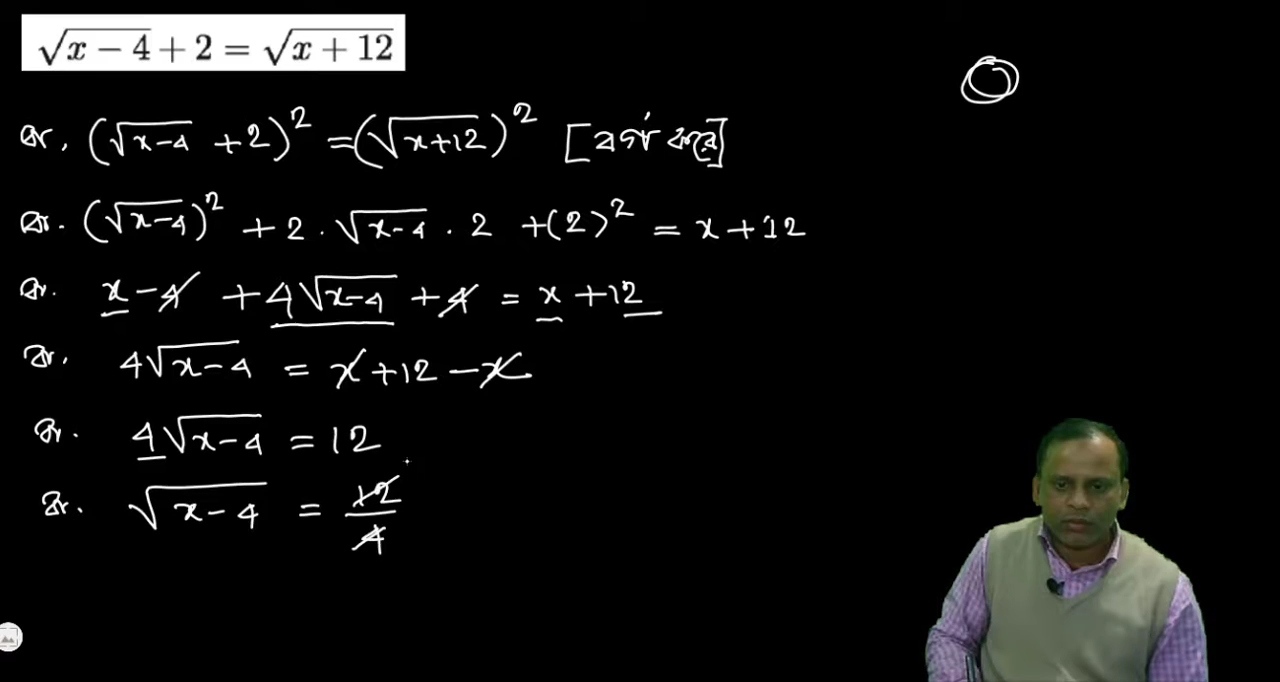 √(x − 4) + 2 = √(x + 12)
বা, (√(x−4) + 2)² = (√(x+12))² [বর্গ করে]
বা. (√(x−4))² + 2 . √(x−4) . 2 + (2)² = x + 12
বা. x − 4 + 4√(x−4) + 4 = x + 12
বা, 4√(x−4) = x + 12 − x
বা. 4√(x−4) = 12
বা. √(x−4) = 12/4